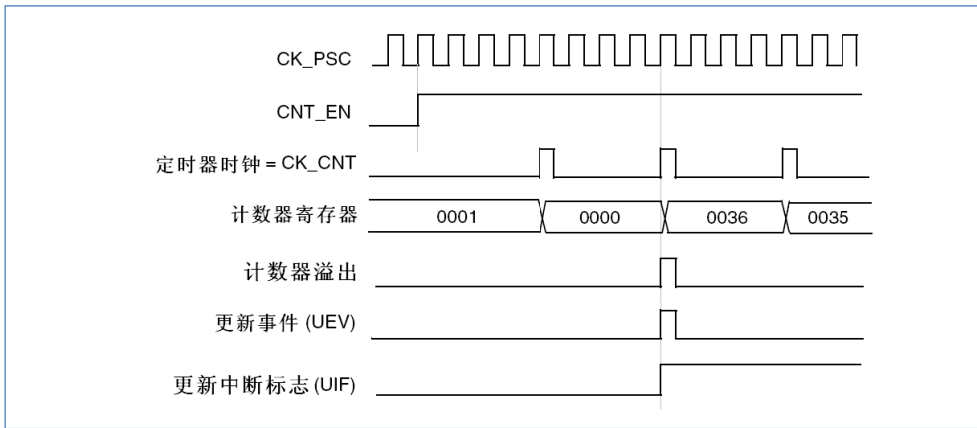 CK_PSC
CNT_EN
定时器时钟 = CK_CNT
计数器寄存器 0001 0000 0036 0035
计数器溢出
更新事件 (UEV)
更新中断标志 (UIF)